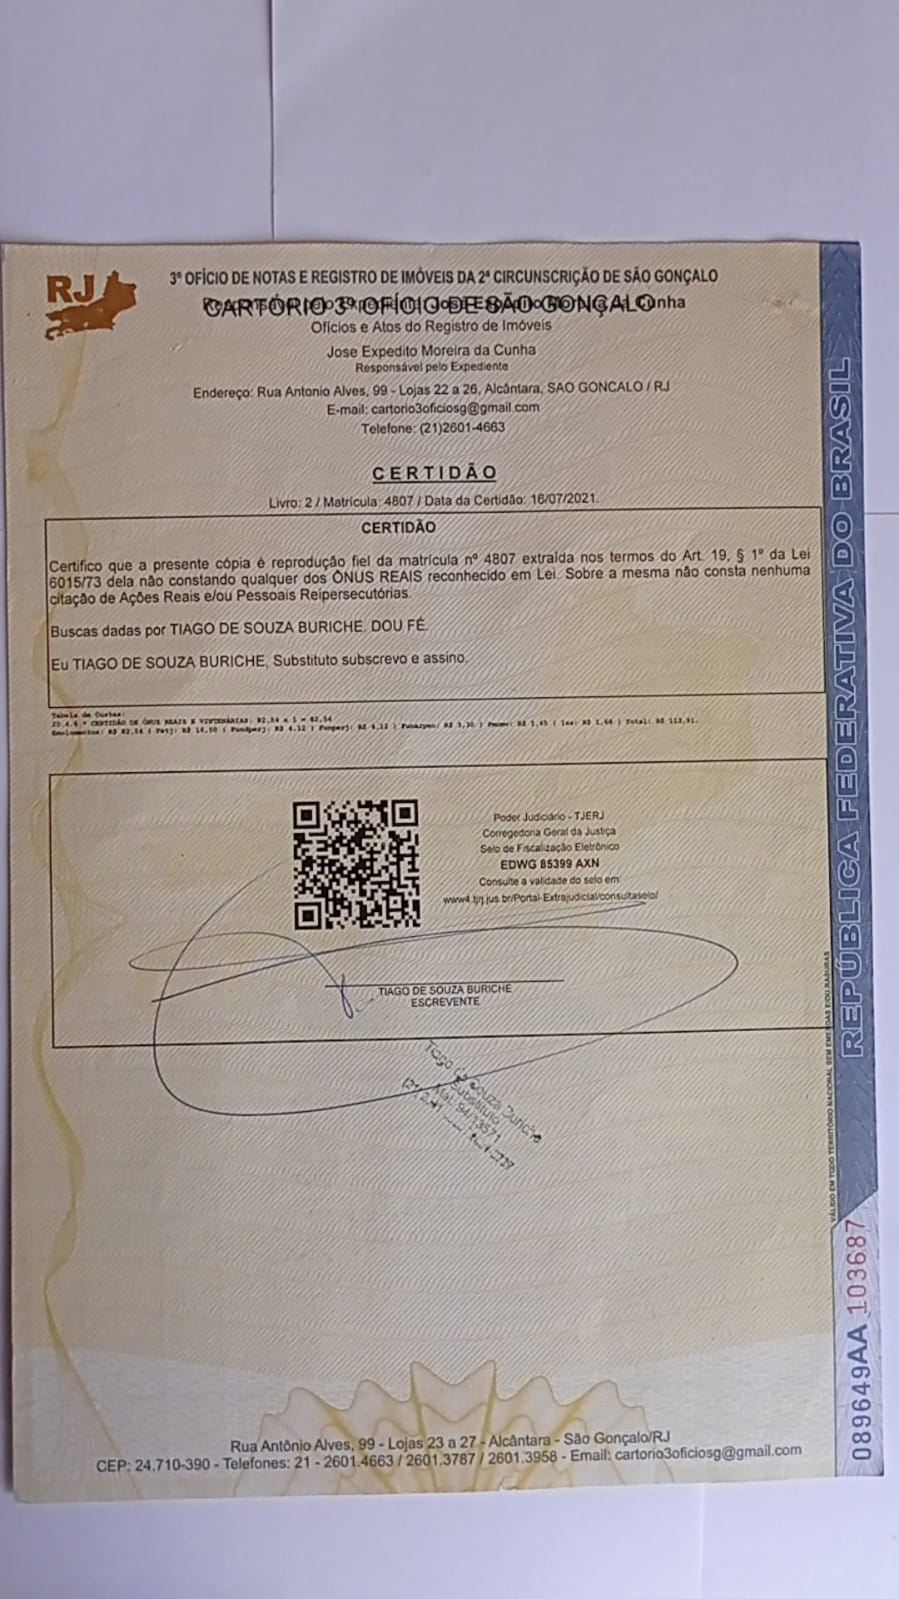 RJ
3º OFÍCIO DE NOTAS E REGISTRO DE IMÓVEIS DA 2ª CIRCUNSCRIÇÃO DE SÃO GONÇALO
CARTÓRIO 3º OFÍCIO DE SÃO GONÇALO
Cunha
Ofícios e Atos do Registro de Imóveis
Jose Expedito Moreira da Cunha
Responsável pelo Expediente
Endereço: Rua Antonio Alves, 99 - Lojas 22 a 26, Alcântara, SAO GONCALO / RJ
E-mail: cartorio3oficiosg@gmail.com
Telefone: (21)2601-4663
CERTIDÃO
Livro: 2 / Matricula: 4807 / Data da Certidão: 16/07/2021.
CERTIDÃO
Certifico que a presente cópia é reprodução fiel da matrícula nº 4807 extraída nos termos do Art. 19, § 1º da Lei
6015/73 dela não constando qualquer dos ÔNUS REAIS reconhecido em Lei. Sobre a mesma não consta nenhuma
citação de Ações Reais e/ou Pessoais Reipersecutórias.
Buscas dadas por TIAGO DE SOUZA BURICHE. DOU FÉ.
Eu TIAGO DE SOUZA BURICHE, Substituto subscrevo e assino.
Tabela de Custas:
20.4.6.* CERTIDÃO DE ÔNUS REAIS E VINTENÁRIAS: 82,54 x 1 = 82,54
Emolumentos: R$ 82,54 | Fetj: R$ 16,50 | Fundperj: R$ 4,12 | Funperj: R$ 4,12 | Funarpen: R$ 3,30 | Pmcmv: R$ 1,65 | Iss: R$ 1,68 | Total: R$ 113,91.
Poder Judiciário - TJERJ
Corregedoria Geral da Justiça
Selo de Fiscalização Eletrônico
EDWG 85399 AXN
Consulte a validade do selo em:
www4.tjrj.jus.br/Portal-Extrajudicial/consultaselo/
TIAGO DE SOUZA BURICHE
ESCREVENTE
Tiago de Souza Buriche
Substituto
Mat. 94/13571
REPÚBLICA FEDERATIVA DO BRASIL
VÁLIDO EM TODO TERRITÓRIO NACIONAL SEM EMENDAS E/OU RASURAS
089649AA 103687
Rua Antônio Alves, 99 - Lojas 23 a 27 - Alcântara - São Gonçalo/RJ
CEP: 24.710-390 - Telefones: 21 - 2601.4663 / 2601.3787 / 2601.3958 - Email: cartorio3oficiosg@gmail.com